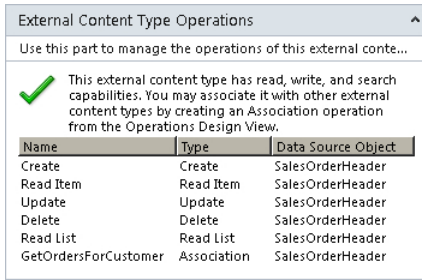 External Content Type Operations
Use this part to manage the operations of this external conte...
This external content type has read, write, and search
capabilities. You may associate it with other external
content types by creating an Association operation
from the Operations Design View.
Name Type Data Source Object
Create Create SalesOrderHeader
Read Item Read Item SalesOrderHeader
Update Update SalesOrderHeader
Delete Delete SalesOrderHeader
Read List Read List SalesOrderHeader
GetOrdersForCustomer Association SalesOrderHeader